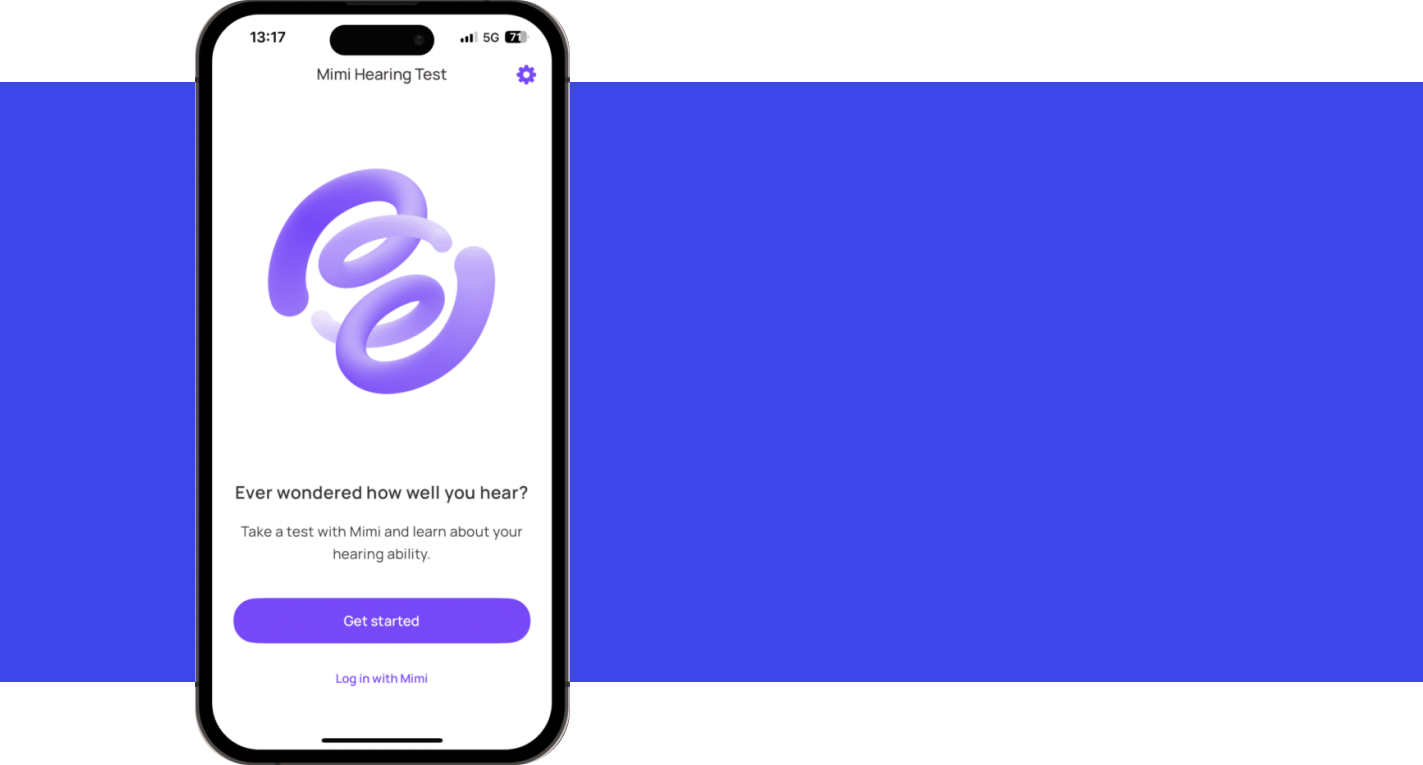 13:17
5G 71
Mimi Hearing Test
Ever wondered how well you hear?
Take a test with Mimi and learn about your
hearing ability.
Get started
Log in with Mimi